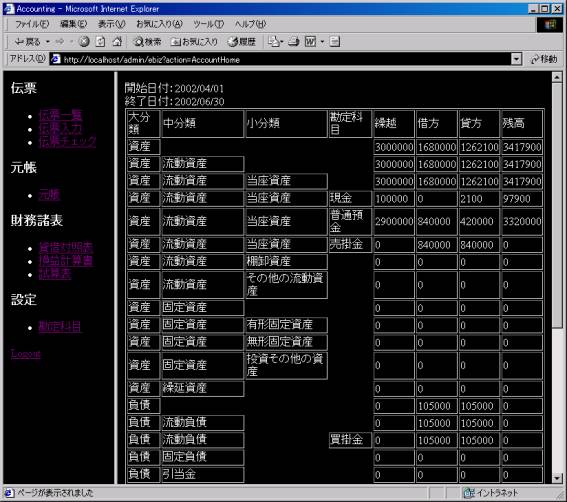 Accounting - Microsoft Internet Explorer
ファイル(F) 編集(E) 表示(V) お気に入り(A) ツール(T) ヘルプ(H)
戻る 検索 お気に入り 履歴
アドレス(D) http://localhost/admin/ebiz?action=AccountHome 移動
伝票
伝票一覧
伝票入力
伝票チェック
元帳
元帳
財務諸表
貸借対照表
損益計算書
試算表
設定
勘定科目
Logout
開始日付:2002/04/01
終了日付:2002/06/30
大分類 中分類 小分類 勘定科目 繰越 借方 貸方 残高
資産 3000000 1680000 1262100 3417900
資産 流動資産 3000000 1680000 1262100 3417900
資産 流動資産 当座資産 3000000 1680000 1262100 3417900
資産 流動資産 当座資産 現金 100000 0 2100 97900
資産 流動資産 当座資産 普通預金 2900000 840000 420000 3320000
資産 流動資産 当座資産 売掛金 0 840000 840000 0
資産 流動資産 棚卸資産 0 0 0 0
資産 流動資産 その他の流動資産 0 0 0 0
資産 固定資産 0 0 0 0
資産 固定資産 有形固定資産 0 0 0 0
資産 固定資産 無形固定資産 0 0 0 0
資産 固定資産 投資その他の資産 0 0 0 0
資産 繰延資産 0 0 0 0
負債 0 105000 105000 0
負債 流動負債 0 105000 105000 0
負債 流動負債 買掛金 0 105000 105000 0
負債 固定負債 0 0 0 0
負債 引当金 0 0 0 0
ページが表示されました イントラネット